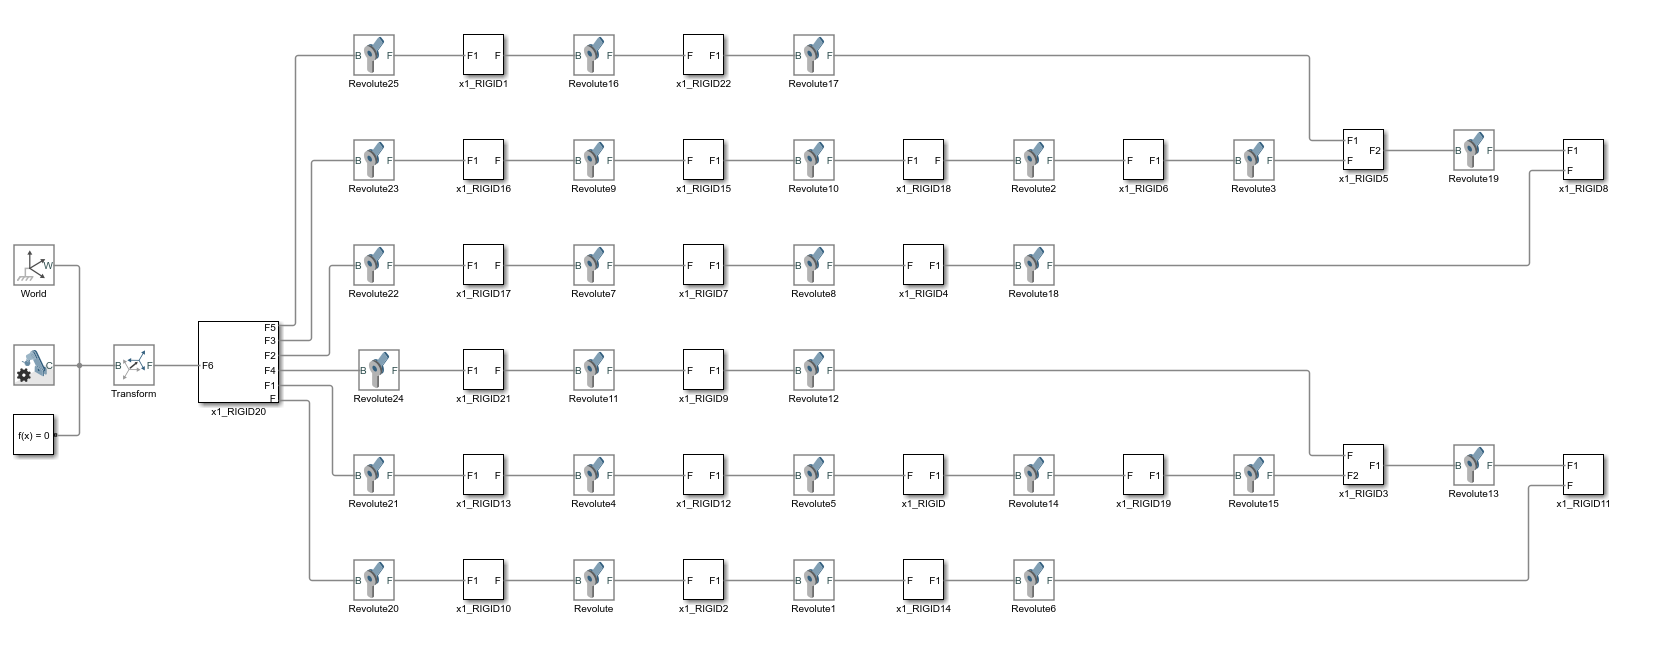 B F F1 F B F F F1 B F
Revolute25 x1_RIGID1 Revolute16 x1_RIGID22 Revolute17
F1
F F2 B F F1
F
B F F1 F B F F F1 B F F1 F B F F F1 B F
x1_RIGID5 Revolute19 x1_RIGID8
Revolute23 x1_RIGID16 Revolute9 x1_RIGID15 Revolute10 x1_RIGID18 Revolute2 x1_RIGID6 Revolute3
W
World
B F F1 F B F F F1 B F F F1 B F
Revolute22 x1_RIGID17 Revolute7 x1_RIGID7 Revolute8 x1_RIGID4 Revolute18
C
B F
Transform
F6
F5
F3
F2
F4
F1
F
x1_RIGID20
f(x) = 0
B F F1 F B F F F1 B F
Revolute24 x1_RIGID21 Revolute11 x1_RIGID9 Revolute12
F
F2 F1 B F F1
F
B F F1 F B F F F1 B F F1 F B F F F1 B F
x1_RIGID3 Revolute13 x1_RIGID11
Revolute21 x1_RIGID13 Revolute4 x1_RIGID12 Revolute5 x1_RIGID Revolute14 x1_RIGID19 Revolute15
B F F1 F B F F F1 B F F F1 B F
Revolute20 x1_RIGID10 Revolute x1_RIGID2 Revolute1 x1_RIGID14 Revolute6